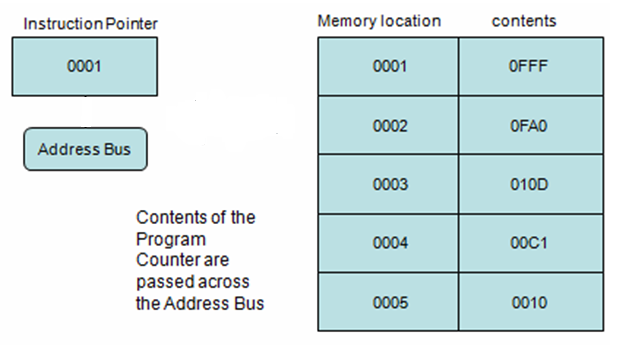 Instruction Pointer
0001
Address Bus
Contents of the
Program
Counter are
passed across
the Address Bus
Memory location contents
0001 0FFF
0002 0FA0
0003 010D
0004 00C1
0005 0010